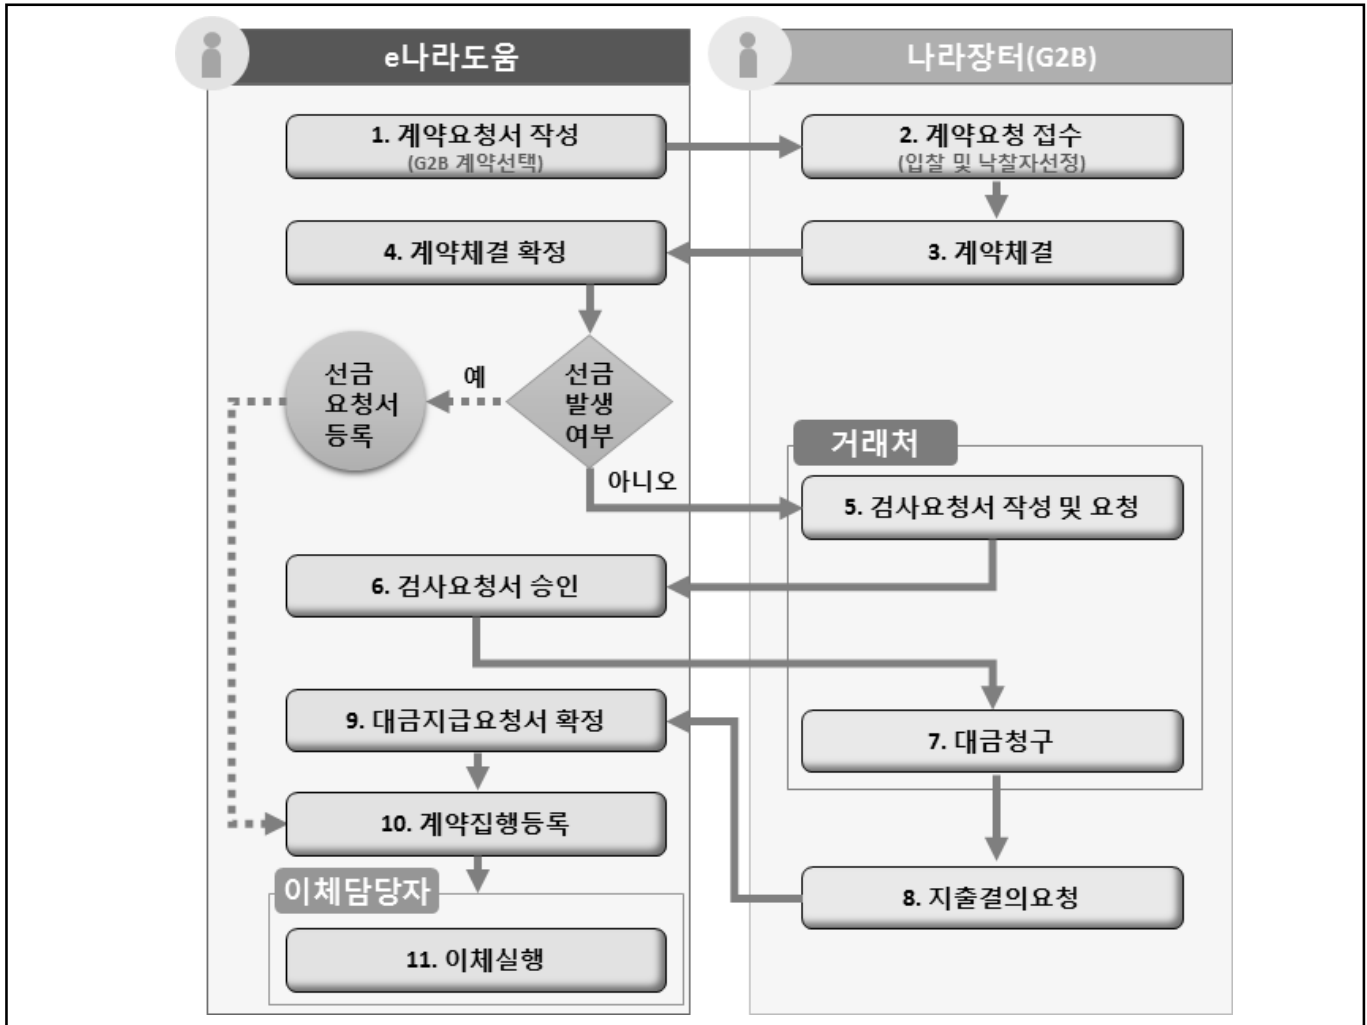 e나라도움
나라장터(G2B)
1. 계약요청서 작성
(G2B 계약선택)
2. 계약요청 접수
(입찰 및 낙찰자선정)
4. 계약체결 확정
3. 계약체결
선금
요청서
등록
예
선금
발생
여부
아니오
거래처
5. 검사요청서 작성 및 요청
6. 검사요청서 승인
9. 대금지급요청서 확정
7. 대금청구
10. 계약집행등록
이체담당자
8. 지출결의요청
11. 이체실행